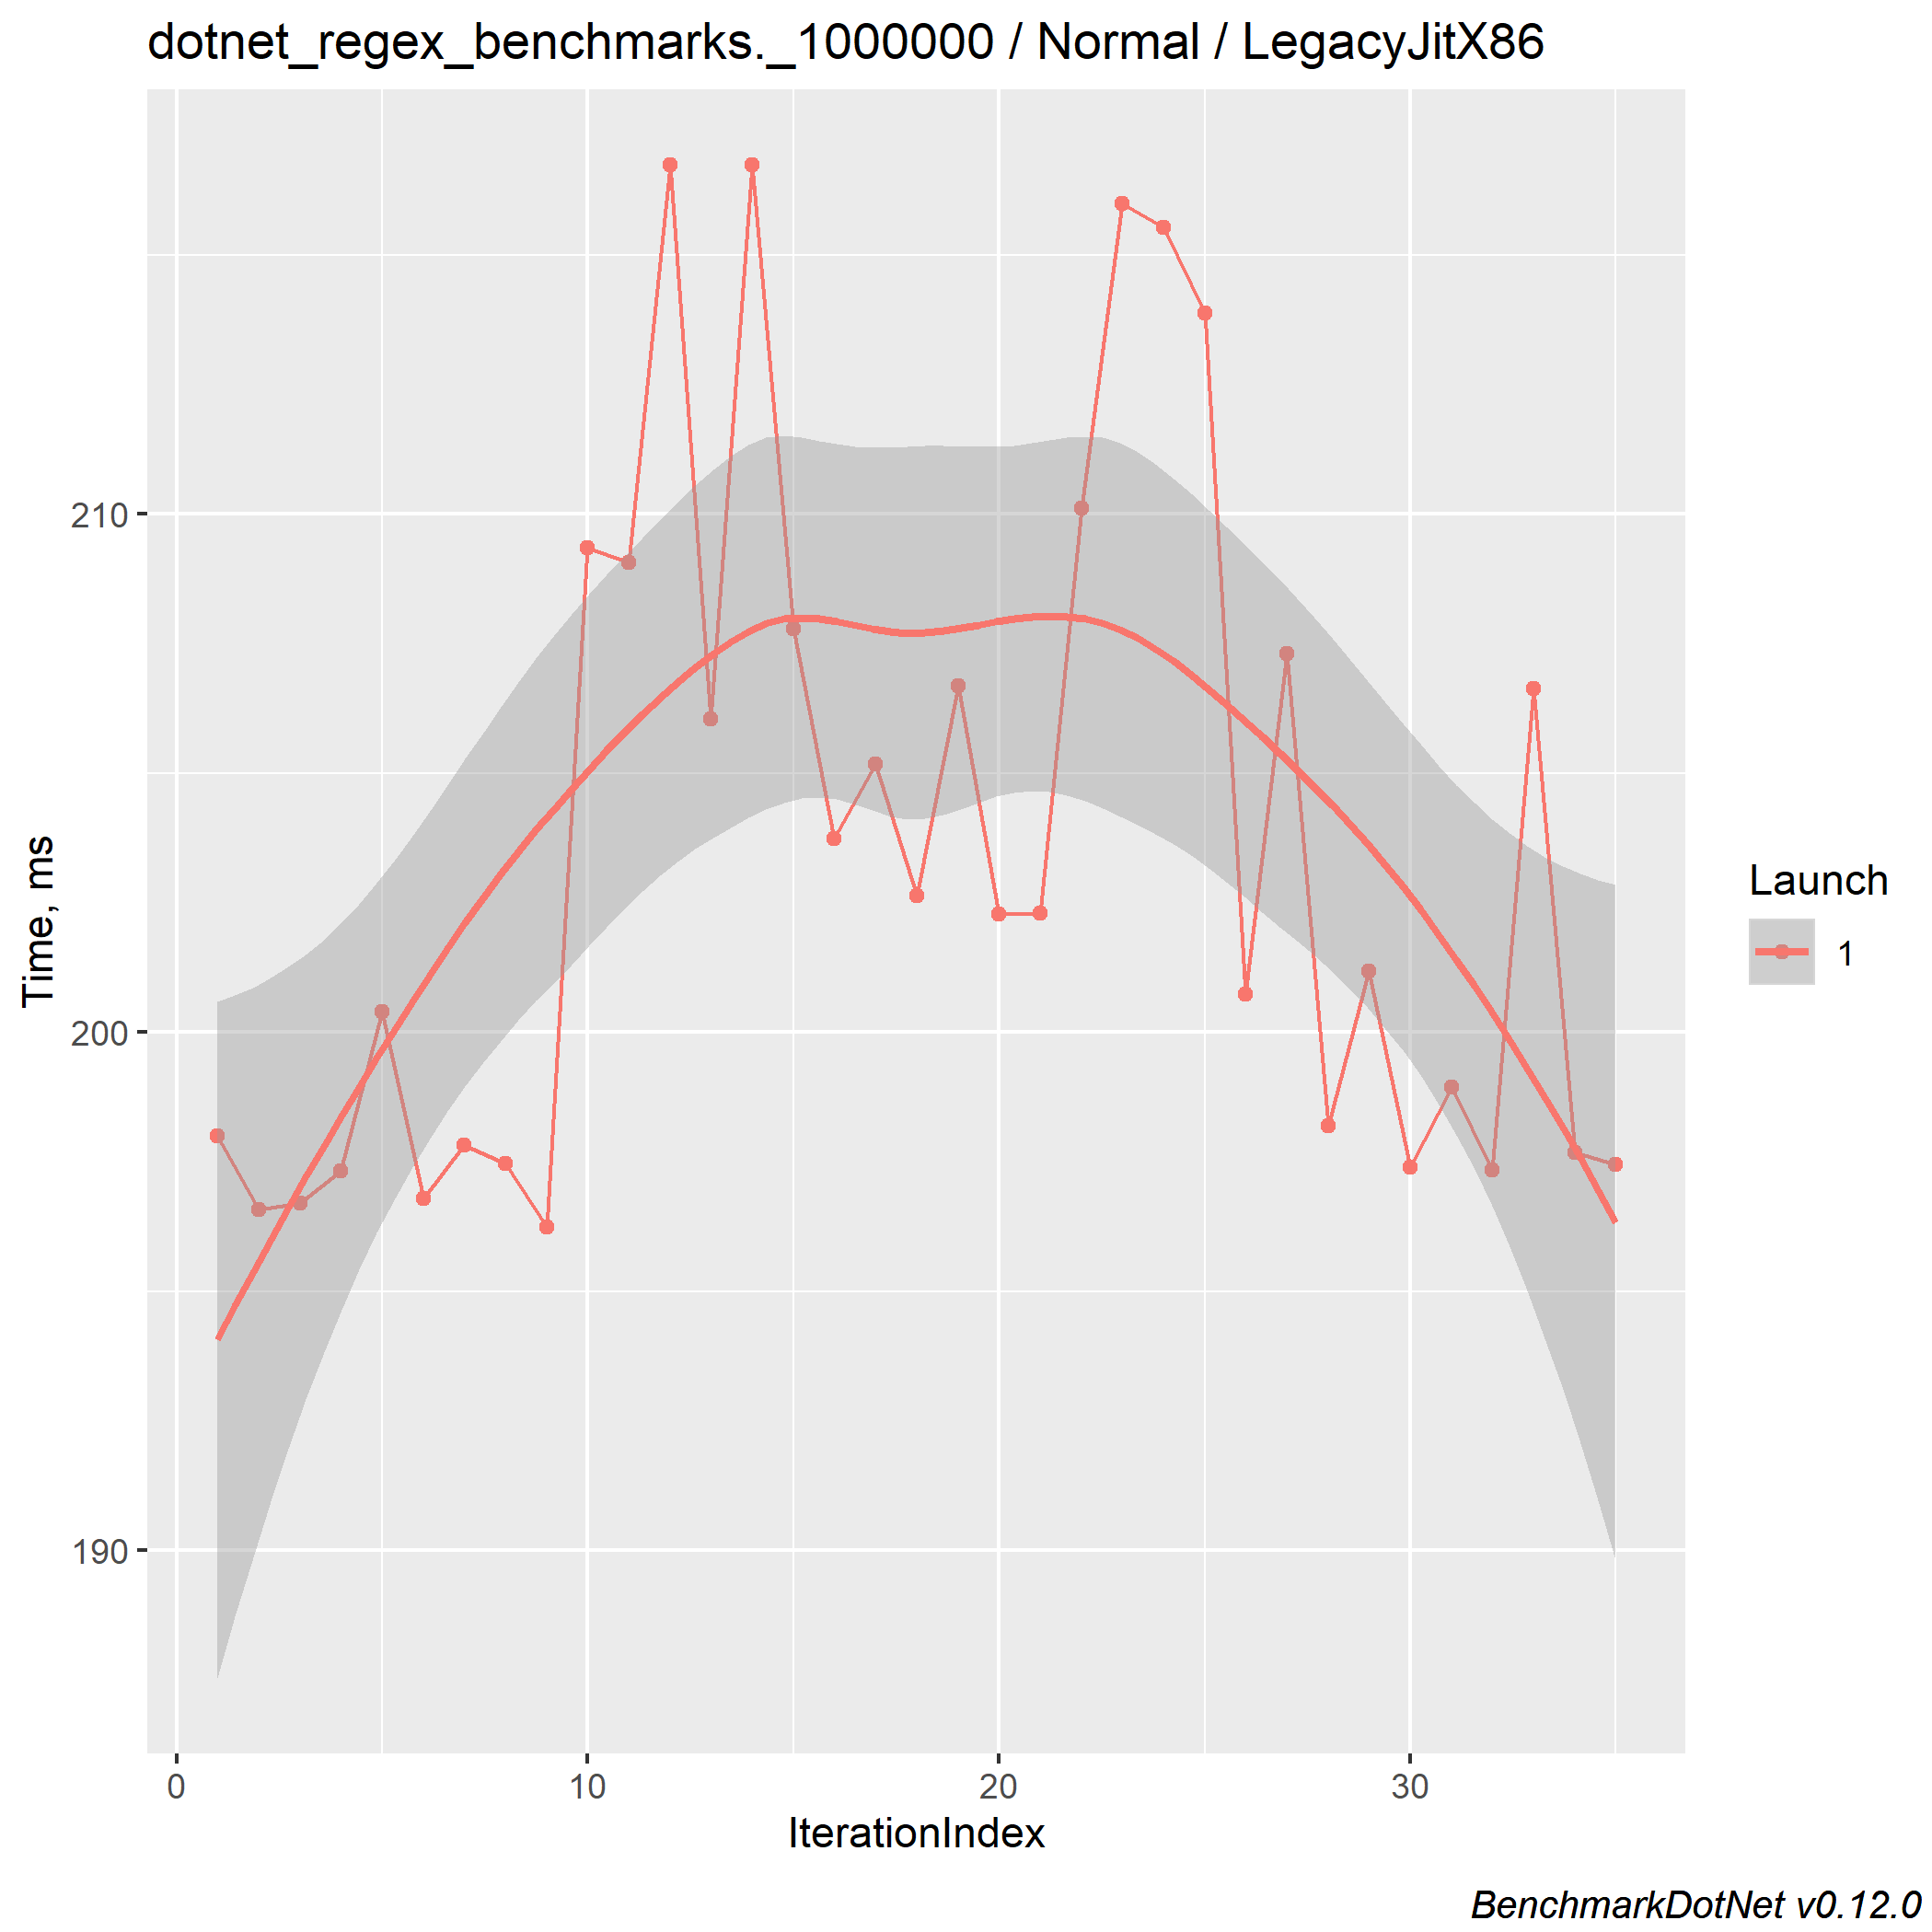 dotnet_regex_benchmarks._1000000 / Normal / LegacyJitX86
Time, ms
210
200
190
0 10 20 30
IterationIndex
Launch
1
BenchmarkDotNet v0.12.0